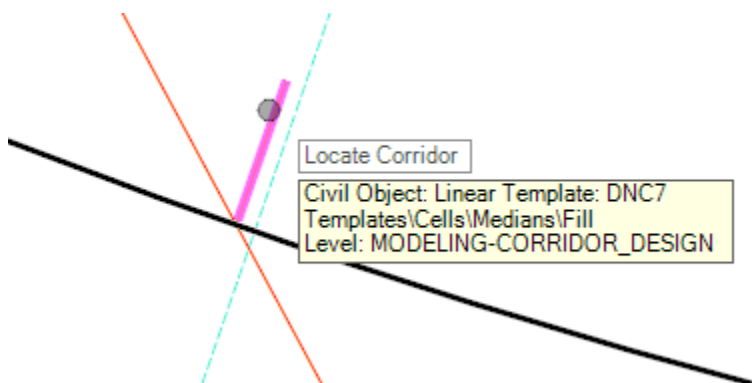 Locate Corridor
Civil Object: Linear Template: DNC7
Templates\Cells\Medians\Fill
Level: MODELING-CORRIDOR_DESIGN